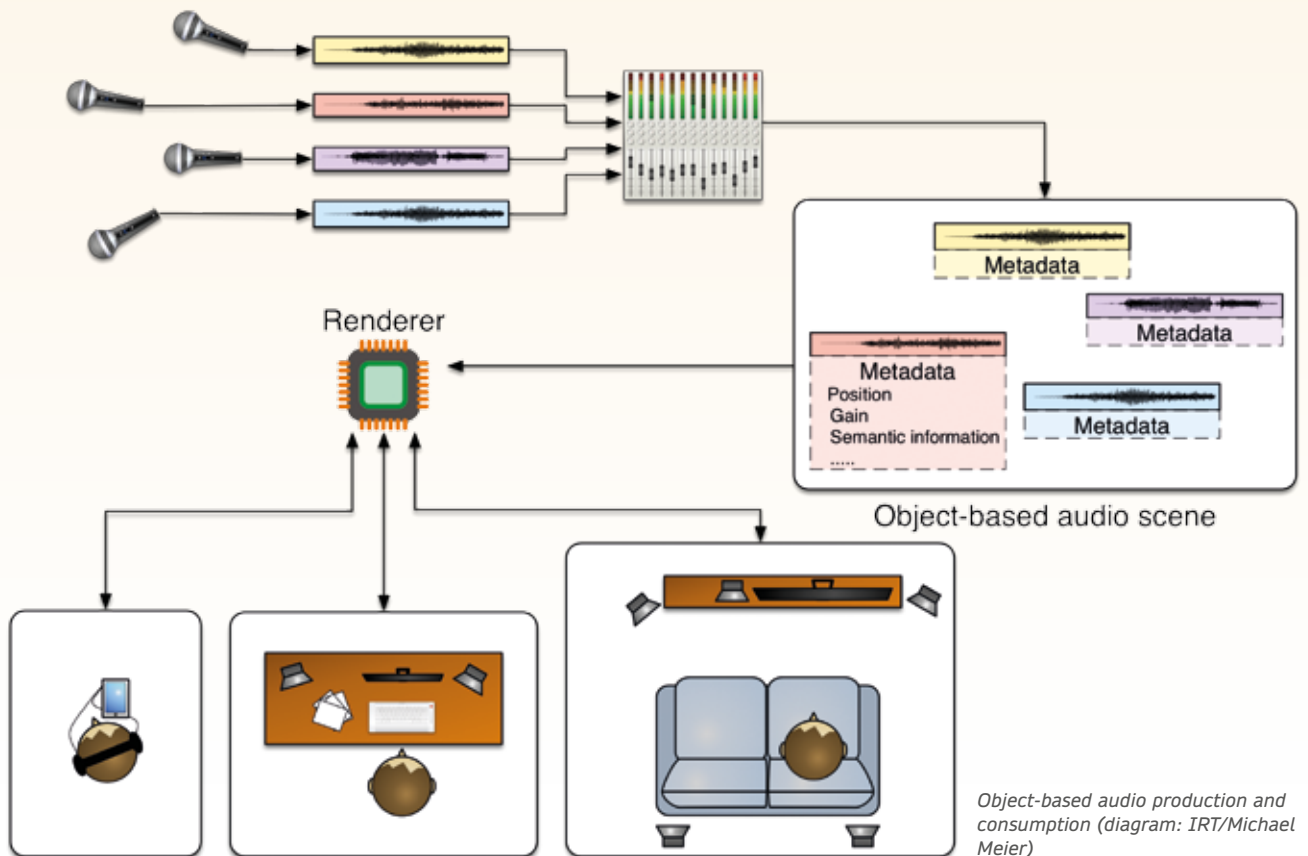 Metadata
Metadata
Renderer
Metadata
Position
Gain
Semantic information
.....
Metadata
Object-based audio scene
Object-based audio production and
consumption (diagram: IRT/Michael
Meier)